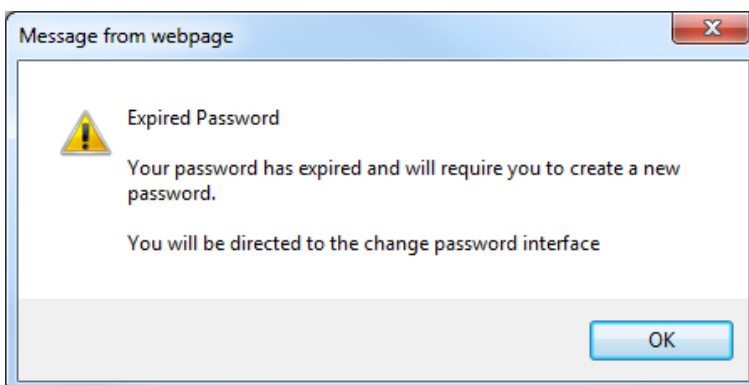 Message from webpage
Expired Password
Your password has expired and will require you to create a new
password.
You will be directed to the change password interface
OK